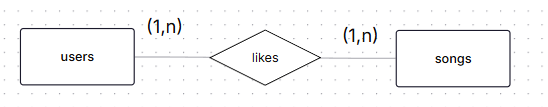 (1,n)
(1,n)
users
likes
songs